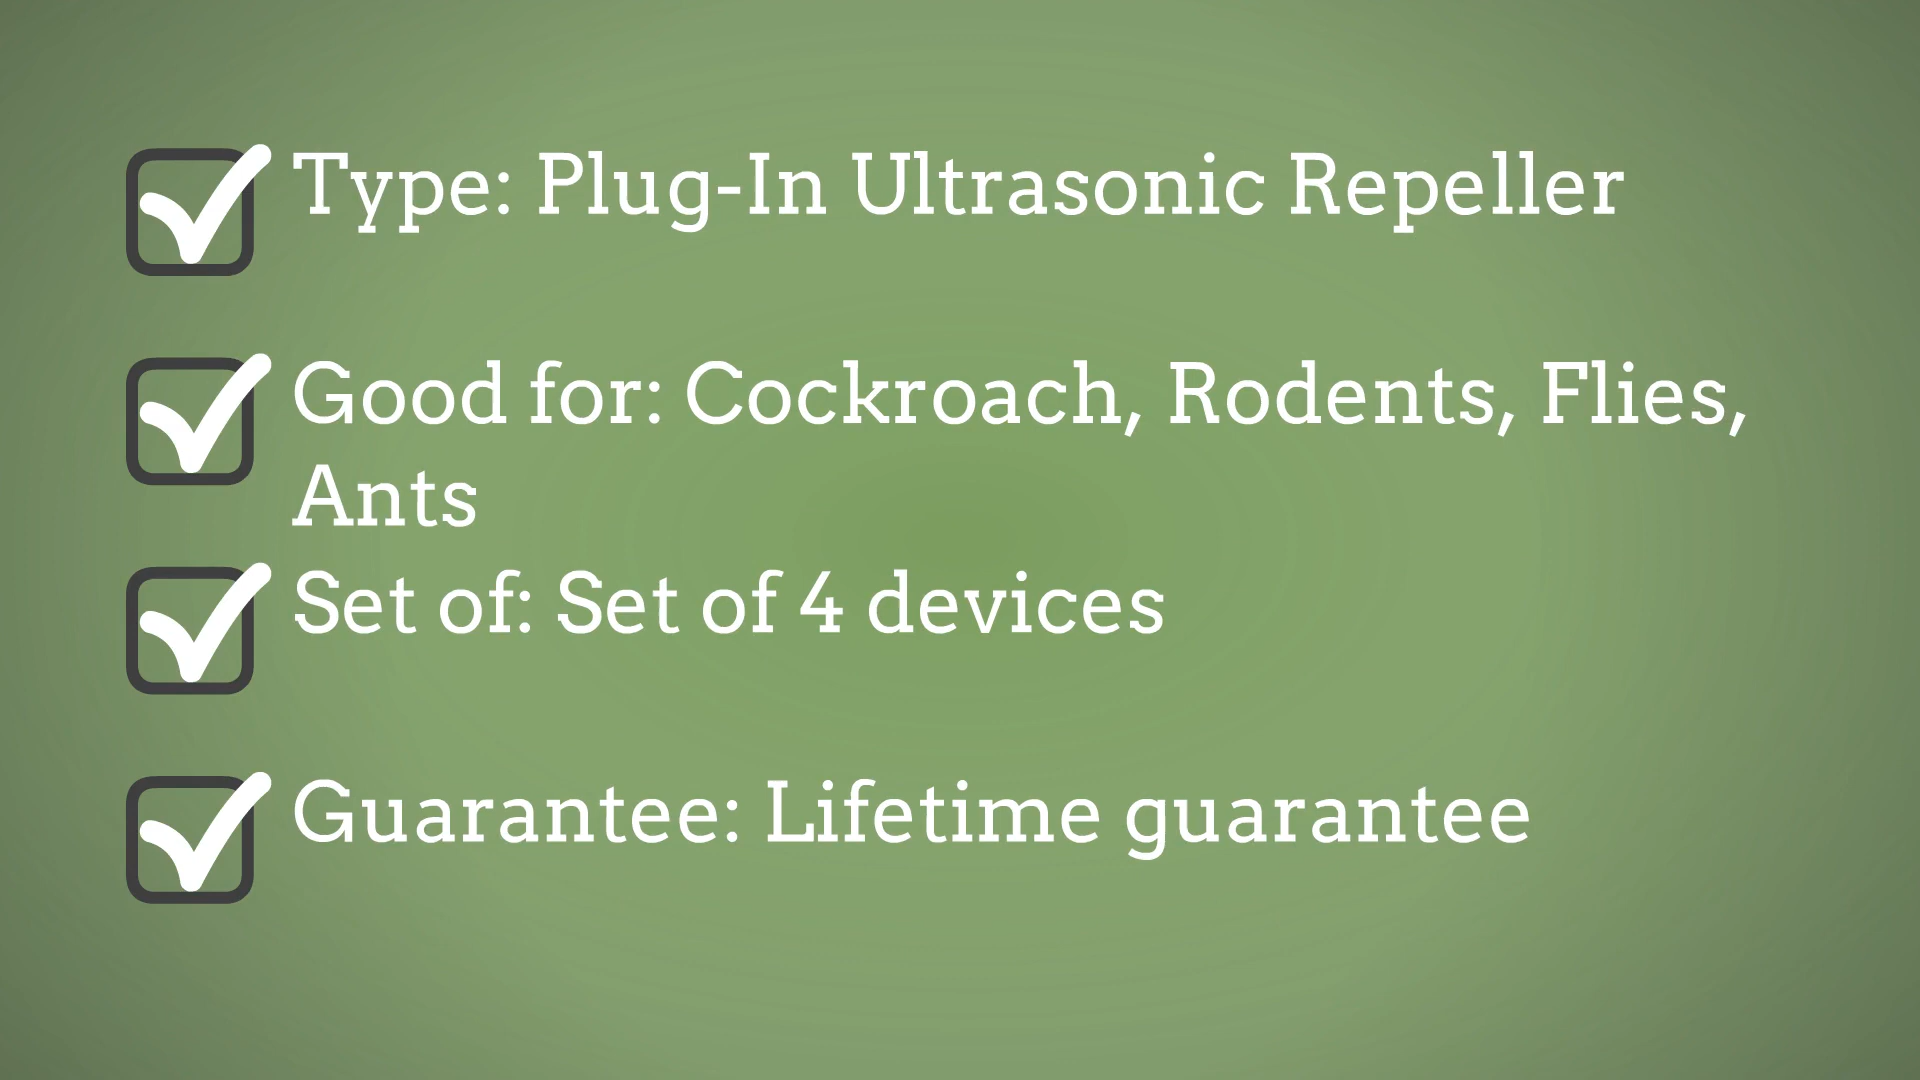 Type: Plug-In Ultrasonic Repeller
Good for: Cockroach, Rodents, Flies,
Ants
Set of: Set of 4 devices
Guarantee: Lifetime guarantee